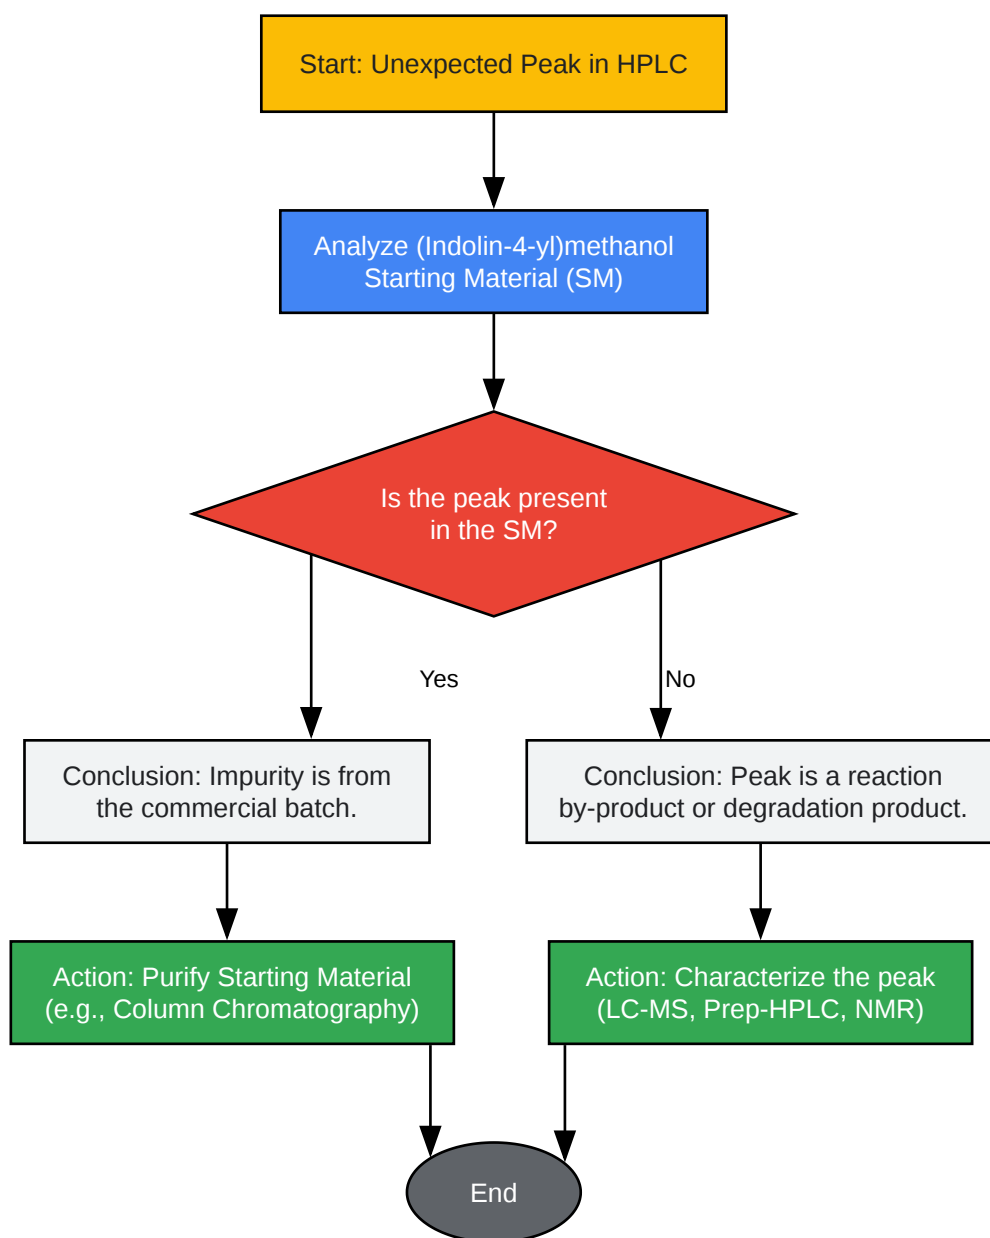 Start: Unexpected Peak in HPLC
Analyze (Indolin-4-yl)methanol
Starting Material (SM)
Is the peak present
in the SM?
Yes
No
Conclusion: Impurity is from
the commercial batch.
Conclusion: Peak is a reaction
by-product or degradation product.
Action: Purify Starting Material
(e.g., Column Chromatography)
Action: Characterize the peak
(LC-MS, Prep-HPLC, NMR)
End